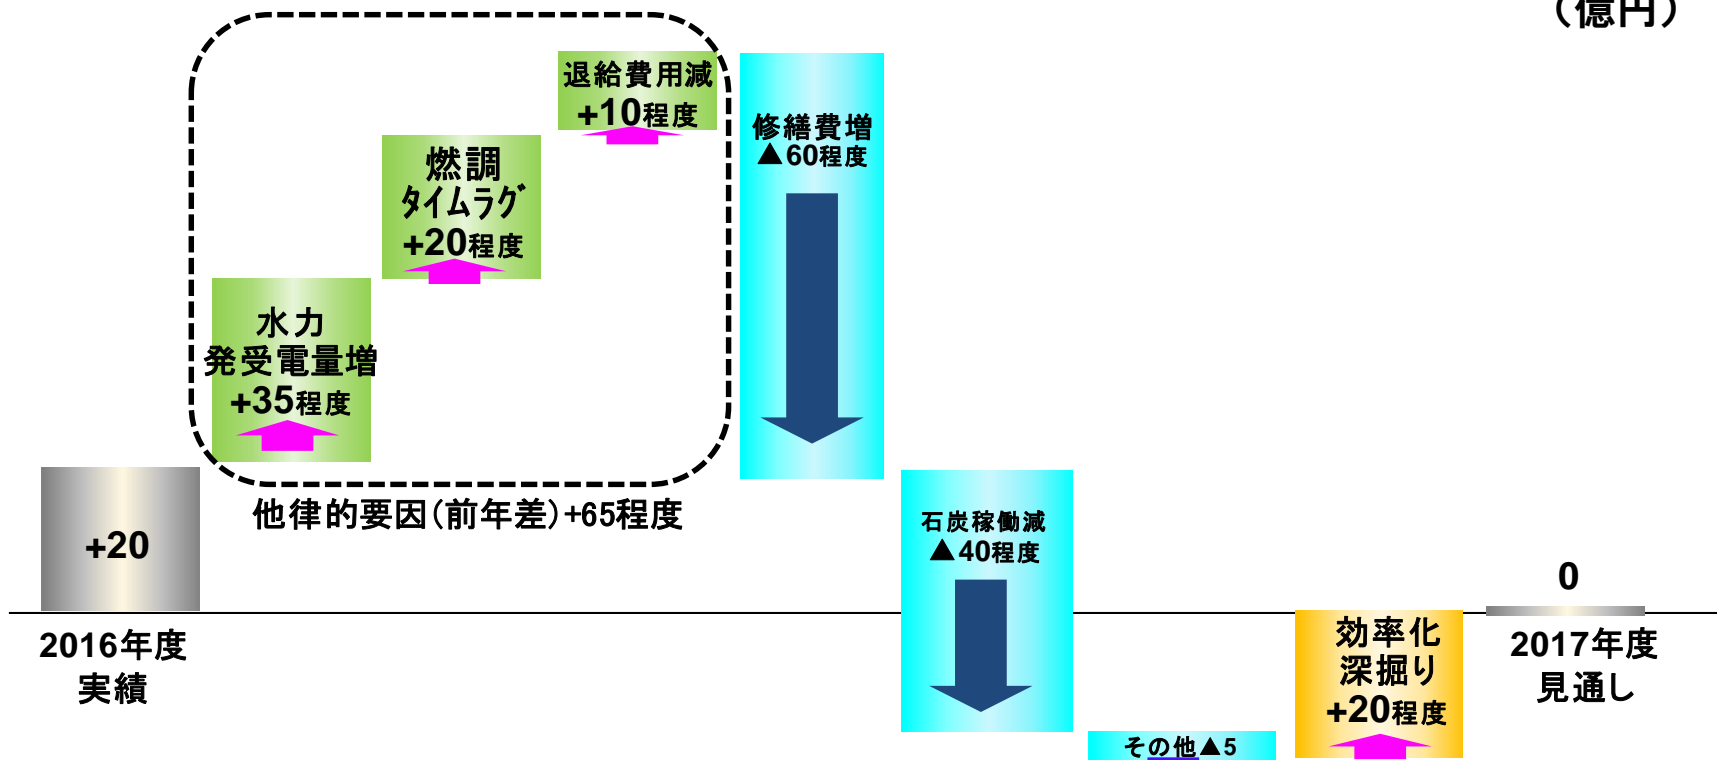 （億円）
退給費用減
+10程度
修繕費増
▲60程度
燃調
タイムラグ
+20程度
水力
発受電量増
+35程度
他律的要因(前年差)+65程度
+20
2016年度
実績
石炭稼働減
▲40程度
その他▲5
効率化
深掘り
+20程度
0
2017年度
見通し